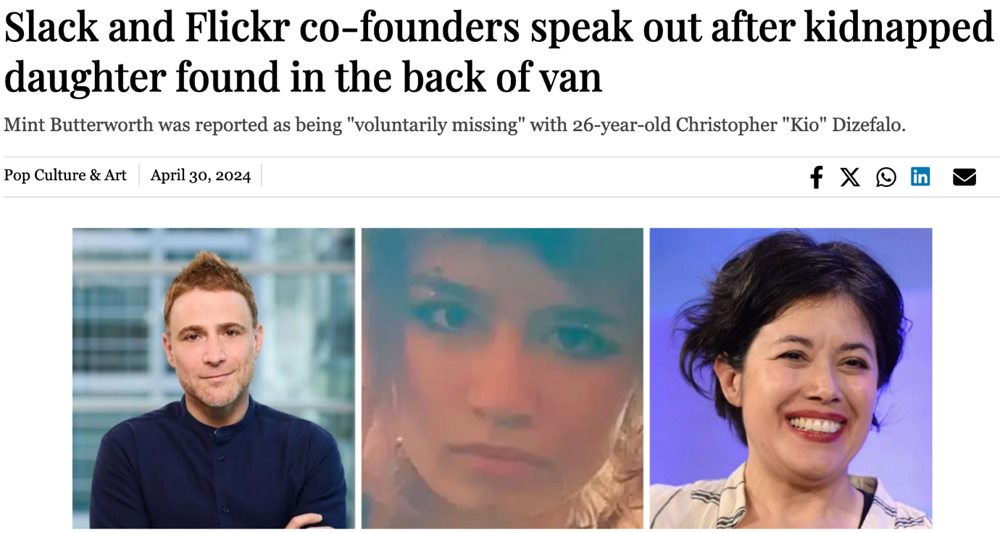 Slack and Flickr co-founders speak out after kidnapped
daughter found in the back of van
Mint Butterworth was reported as being "voluntarily missing" with 26-year-old Christopher "Kio" Dizefalo.
Pop Culture & Art
April 30, 2024
f
X
in